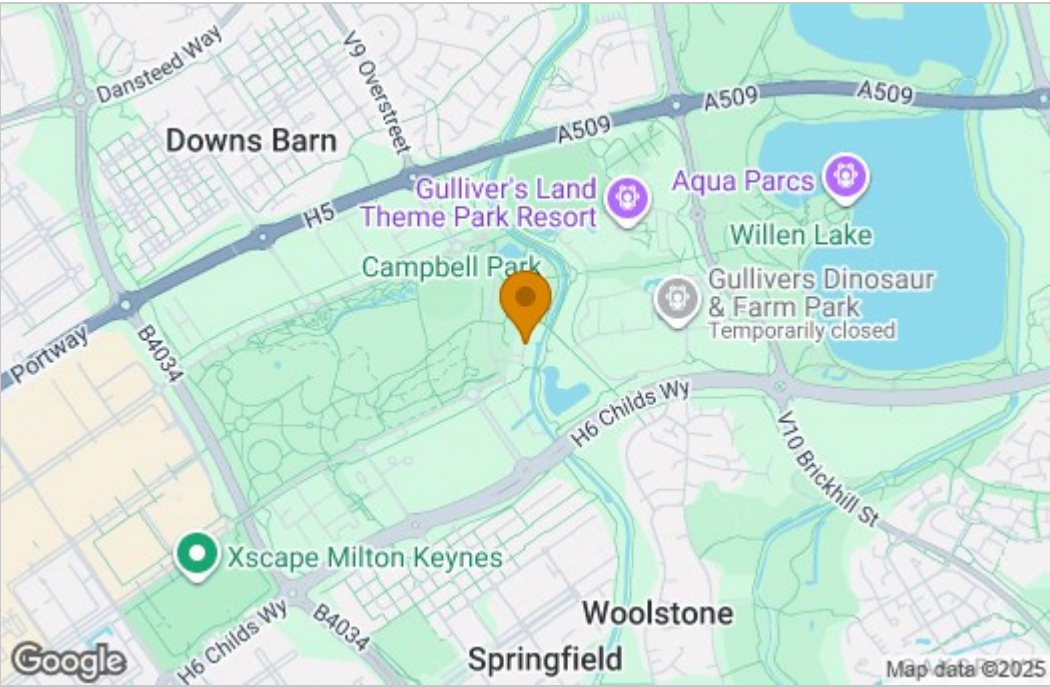 Dansteed Way
V9 Overstreet
A509
A509
A509
Downs Barn
Gulliver's Land
Theme Park Resort
Aqua Parcs
H5
Willen Lake
Campbell Park
Gullivers Dinosaur
& Farm Park
Temporarily closed
Portway
B4034
H6 Childs Wy
V10 Brickhill St
Xscape Milton Keynes
H6 Childs Wy
B4034
Woolstone
Springfield
Google
Map data ©2025